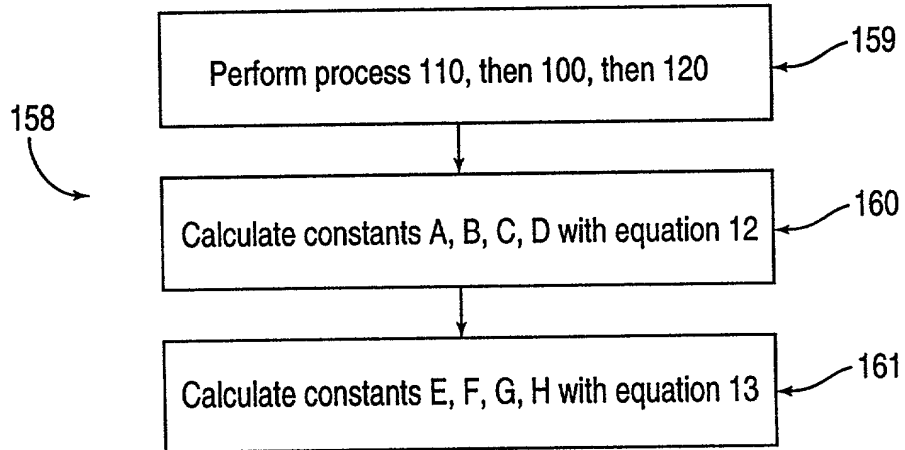 159
Perform process 110, then 100, then 120
158
160
Calculate constants A, B, C, D with equation 12
161
Calculate constants E, F, G, H with equation 13